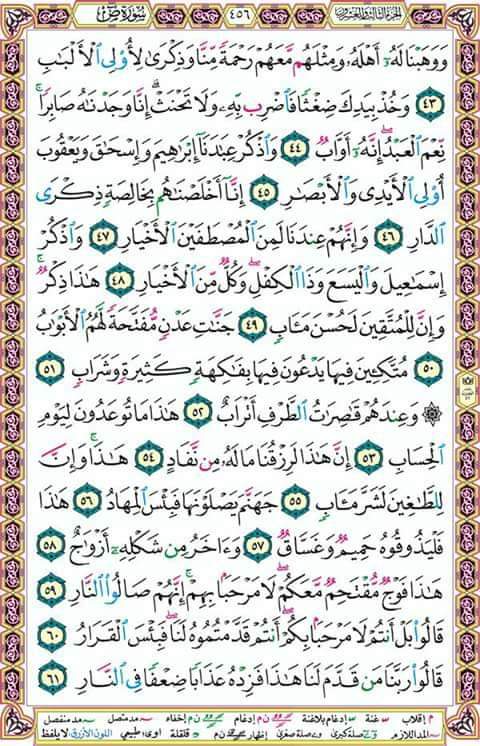 الجزء الثالث والعشرون ٤٥٦ سورة ص
وَوَهَبْنَا لَهُۥٓ أَهْلَهُۥ وَمِثْلَهُم مَّعَهُمْ رَحْمَةً مِّنَّا وَذِكْرَىٰ لِأُو۟لِى ٱلْأَلْبَٰبِ
٤٣ وَخُذْ بِيَدِكَ ضِغْثًا فَٱضْرِب بِّهِۦ وَلَا تَحْنَثْ ۗ إِنَّا وَجَدْنَٰهُ صَابِرًا ۚ
نِّعْمَ ٱلْعَبْدُ ۖ إِنَّهُۥٓ أَوَّابٌ ٤٤ وَٱذْكُرْ عِبَٰدَنَآ إِبْرَٰهِيمَ وَإِسْحَٰقَ وَيَعْقُوبَ
أُو۟لِى ٱلْأَيْدِى وَٱلْأَبْصَٰرِ ٤٥ إِنَّآ أَخْلَصْنَٰهُم بِخَالِصَةٍ ذِكْرَى
ٱلدَّارِ ٤٦ وَإِنَّهُمْ عِندَنَا لَمِنَ ٱلْمُصْطَفَيْنَ ٱلْأَخْيَارِ ٤٧ وَٱذْكُرْ
إِسْمَٰعِيلَ وَٱلْيَسَعَ وَذَا ٱلْكِفْلِ ۖ وَكُلٌّ مِّنَ ٱلْأَخْيَارِ ٤٨ هَٰذَا ذِكْرٌ ۚ
وَإِنَّ لِلْمُتَّقِينَ لَحُسْنَ مَـَٔابٍ ٤٩ جَنَّٰتِ عَدْنٍ مُّفَتَّحَةً لَّهُمُ ٱلْأَبْوَٰبُ
٥٠ مُتَّكِـِٔينَ فِيهَا يَدْعُونَ فِيهَا بِفَٰكِهَةٍ كَثِيرَةٍ وَشَرَابٍ ٥١
۞ وَعِندَهُمْ قَٰصِرَٰتُ ٱلطَّرْفِ أَتْرَابٌ ٥٢ هَٰذَا مَا تُوعَدُونَ لِيَوْمِ
ٱلْحِسَابِ ٥٣ إِنَّ هَٰذَا لَرِزْقُنَا مَا لَهُۥ مِن نَّفَادٍ ٥٤ هَٰذَا ۚ وَإِنَّ
لِلطَّٰغِينَ لَشَرَّ مَـَٔابٍ ٥٥ جَهَنَّمَ يَصْلَوْنَهَا فَبِئْسَ ٱلْمِهَادُ ٥٦ هَٰذَا
فَلْيَذُوقُوهُ حَمِيمٌ وَغَسَّاقٌ ٥٧ وَءَاخَرُ مِن شَكْلِهِۦٓ أَزْوَٰجٌ ٥٨
هَٰذَا فَوْجٌ مُّقْتَحِمٌ مَّعَكُمْ ۖ لَا مَرْحَبًۢا بِهِمْ ۚ إِنَّهُمْ صَالُوا۟ ٱلنَّارِ ٥٩
قَالُوا۟ بَلْ أَنتُمْ لَا مَرْحَبًۢا بِكُمْ ۖ أَنتُمْ قَدَّمْتُمُوهُ لَنَا ۖ فَبِئْسَ ٱلْقَرَارُ ٦٠
قَالُوا۟ رَبَّنَا مَن قَدَّمَ لَنَا هَٰذَا فَزِدْهُ عَذَابًا ضِعْفًا فِى ٱلنَّارِ ٦١
م إقلاب س غنة س إدغام بلاغنة ن م إدغام ن م إخفاء مد متصل مد منفصل
المد اللازم صلة كبرى وے صلة صغرى إظهار ن م قلقلة اوى طبيعي اللون الأزرق لا يلفظ